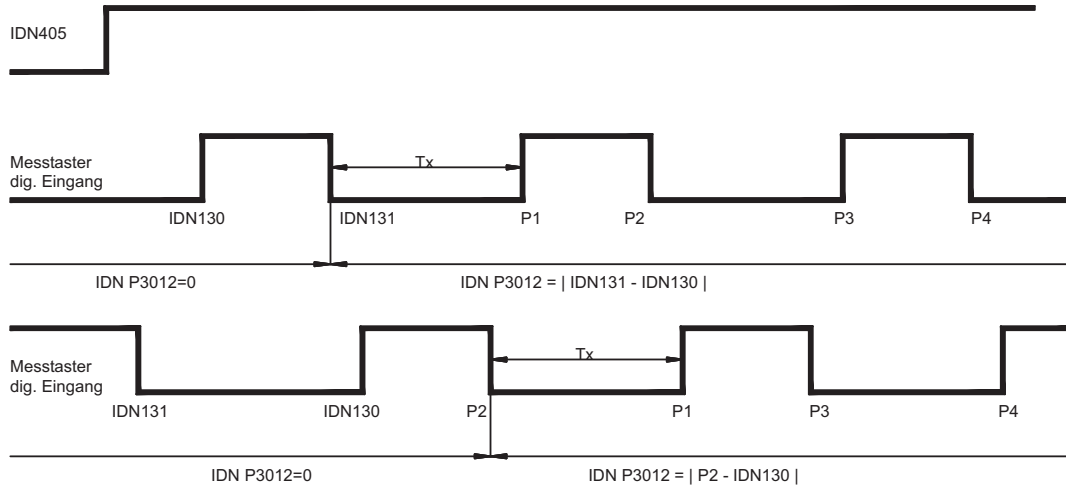 IDN405
Messtaster
dig. Eingang
Tx
IDN130
IDN131
P1
P2
P3
P4
IDN P3012=0
IDN P3012 = | IDN131 - IDN130 |
Messtaster
dig. Eingang
Tx
IDN131
IDN130
P2
P1
P3
P4
IDN P3012=0
IDN P3012 = | P2 - IDN130 |